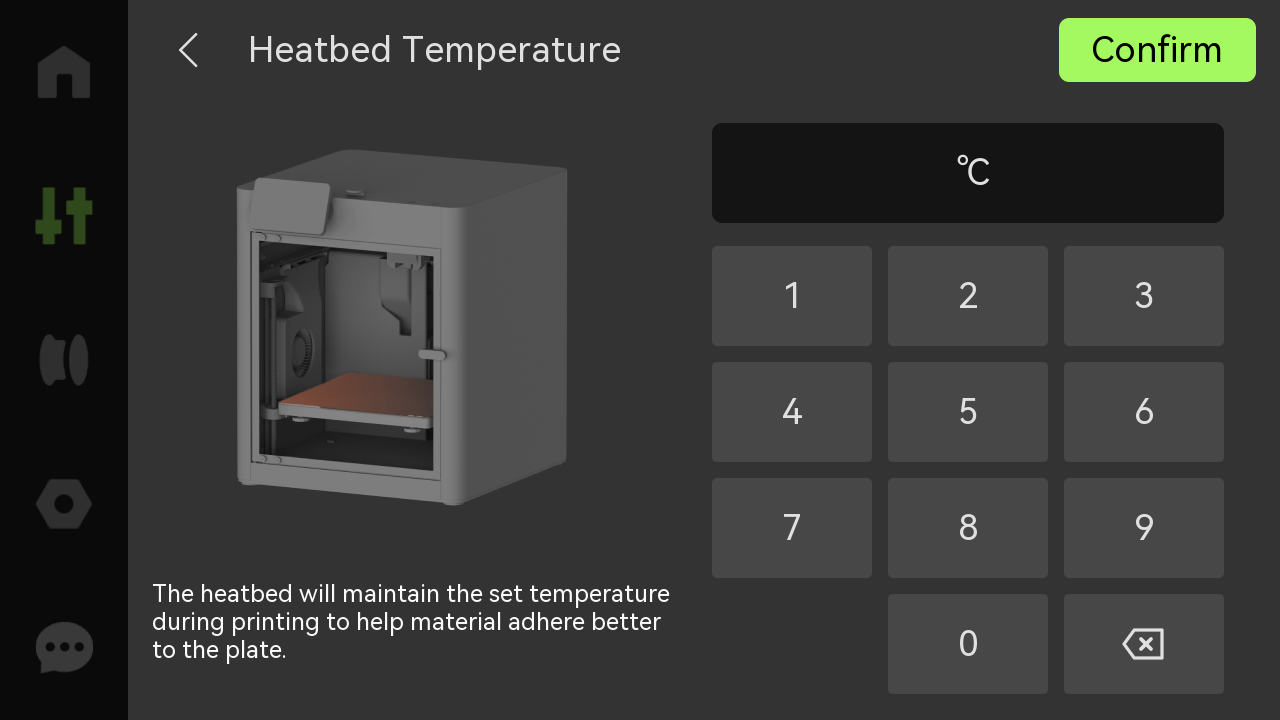 Heatbed Temperature
Confirm
℃
1 2 3
4 5 6
7 8 9
0
The heatbed will maintain the set temperature
during printing to help material adhere better
to the plate.